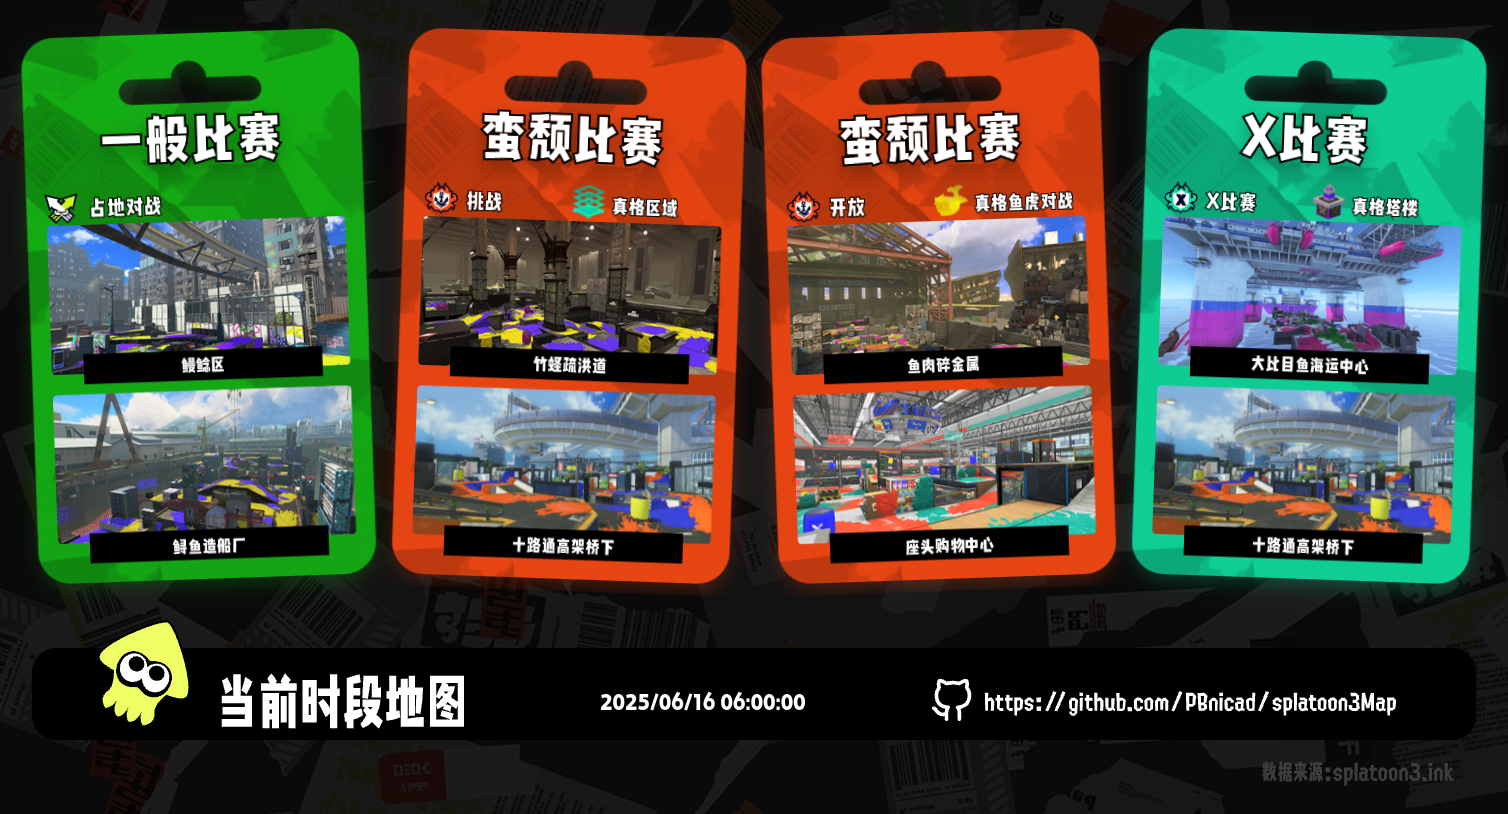 一般比赛
占地对战
鳗鲶区
鲟鱼造船厂
蛮颓比赛
挑战
真格区域
竹蛏疏洪道
十路通高架桥下
蛮颓比赛
开放
真格鱼虎对战
鱼肉碎金属
座头购物中心
X比赛
X比赛
真格塔楼
大比目鱼海运中心
十路通高架桥下
当前时段地图
2025/06/16 06:00:00
https://github.com/PBnicad/splatoon3Map
数据来源:splatoon3.ink